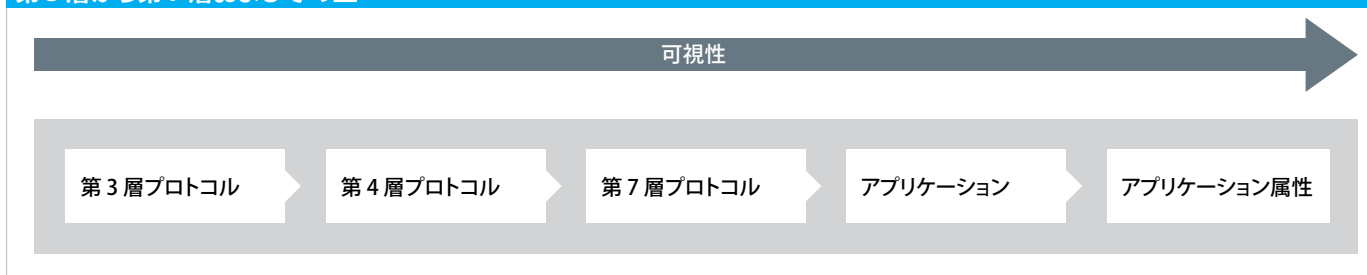 可視性
第 3 層プロトコル
第 4 層プロトコル
第 7 層プロトコル
アプリケーション
アプリケーション属性